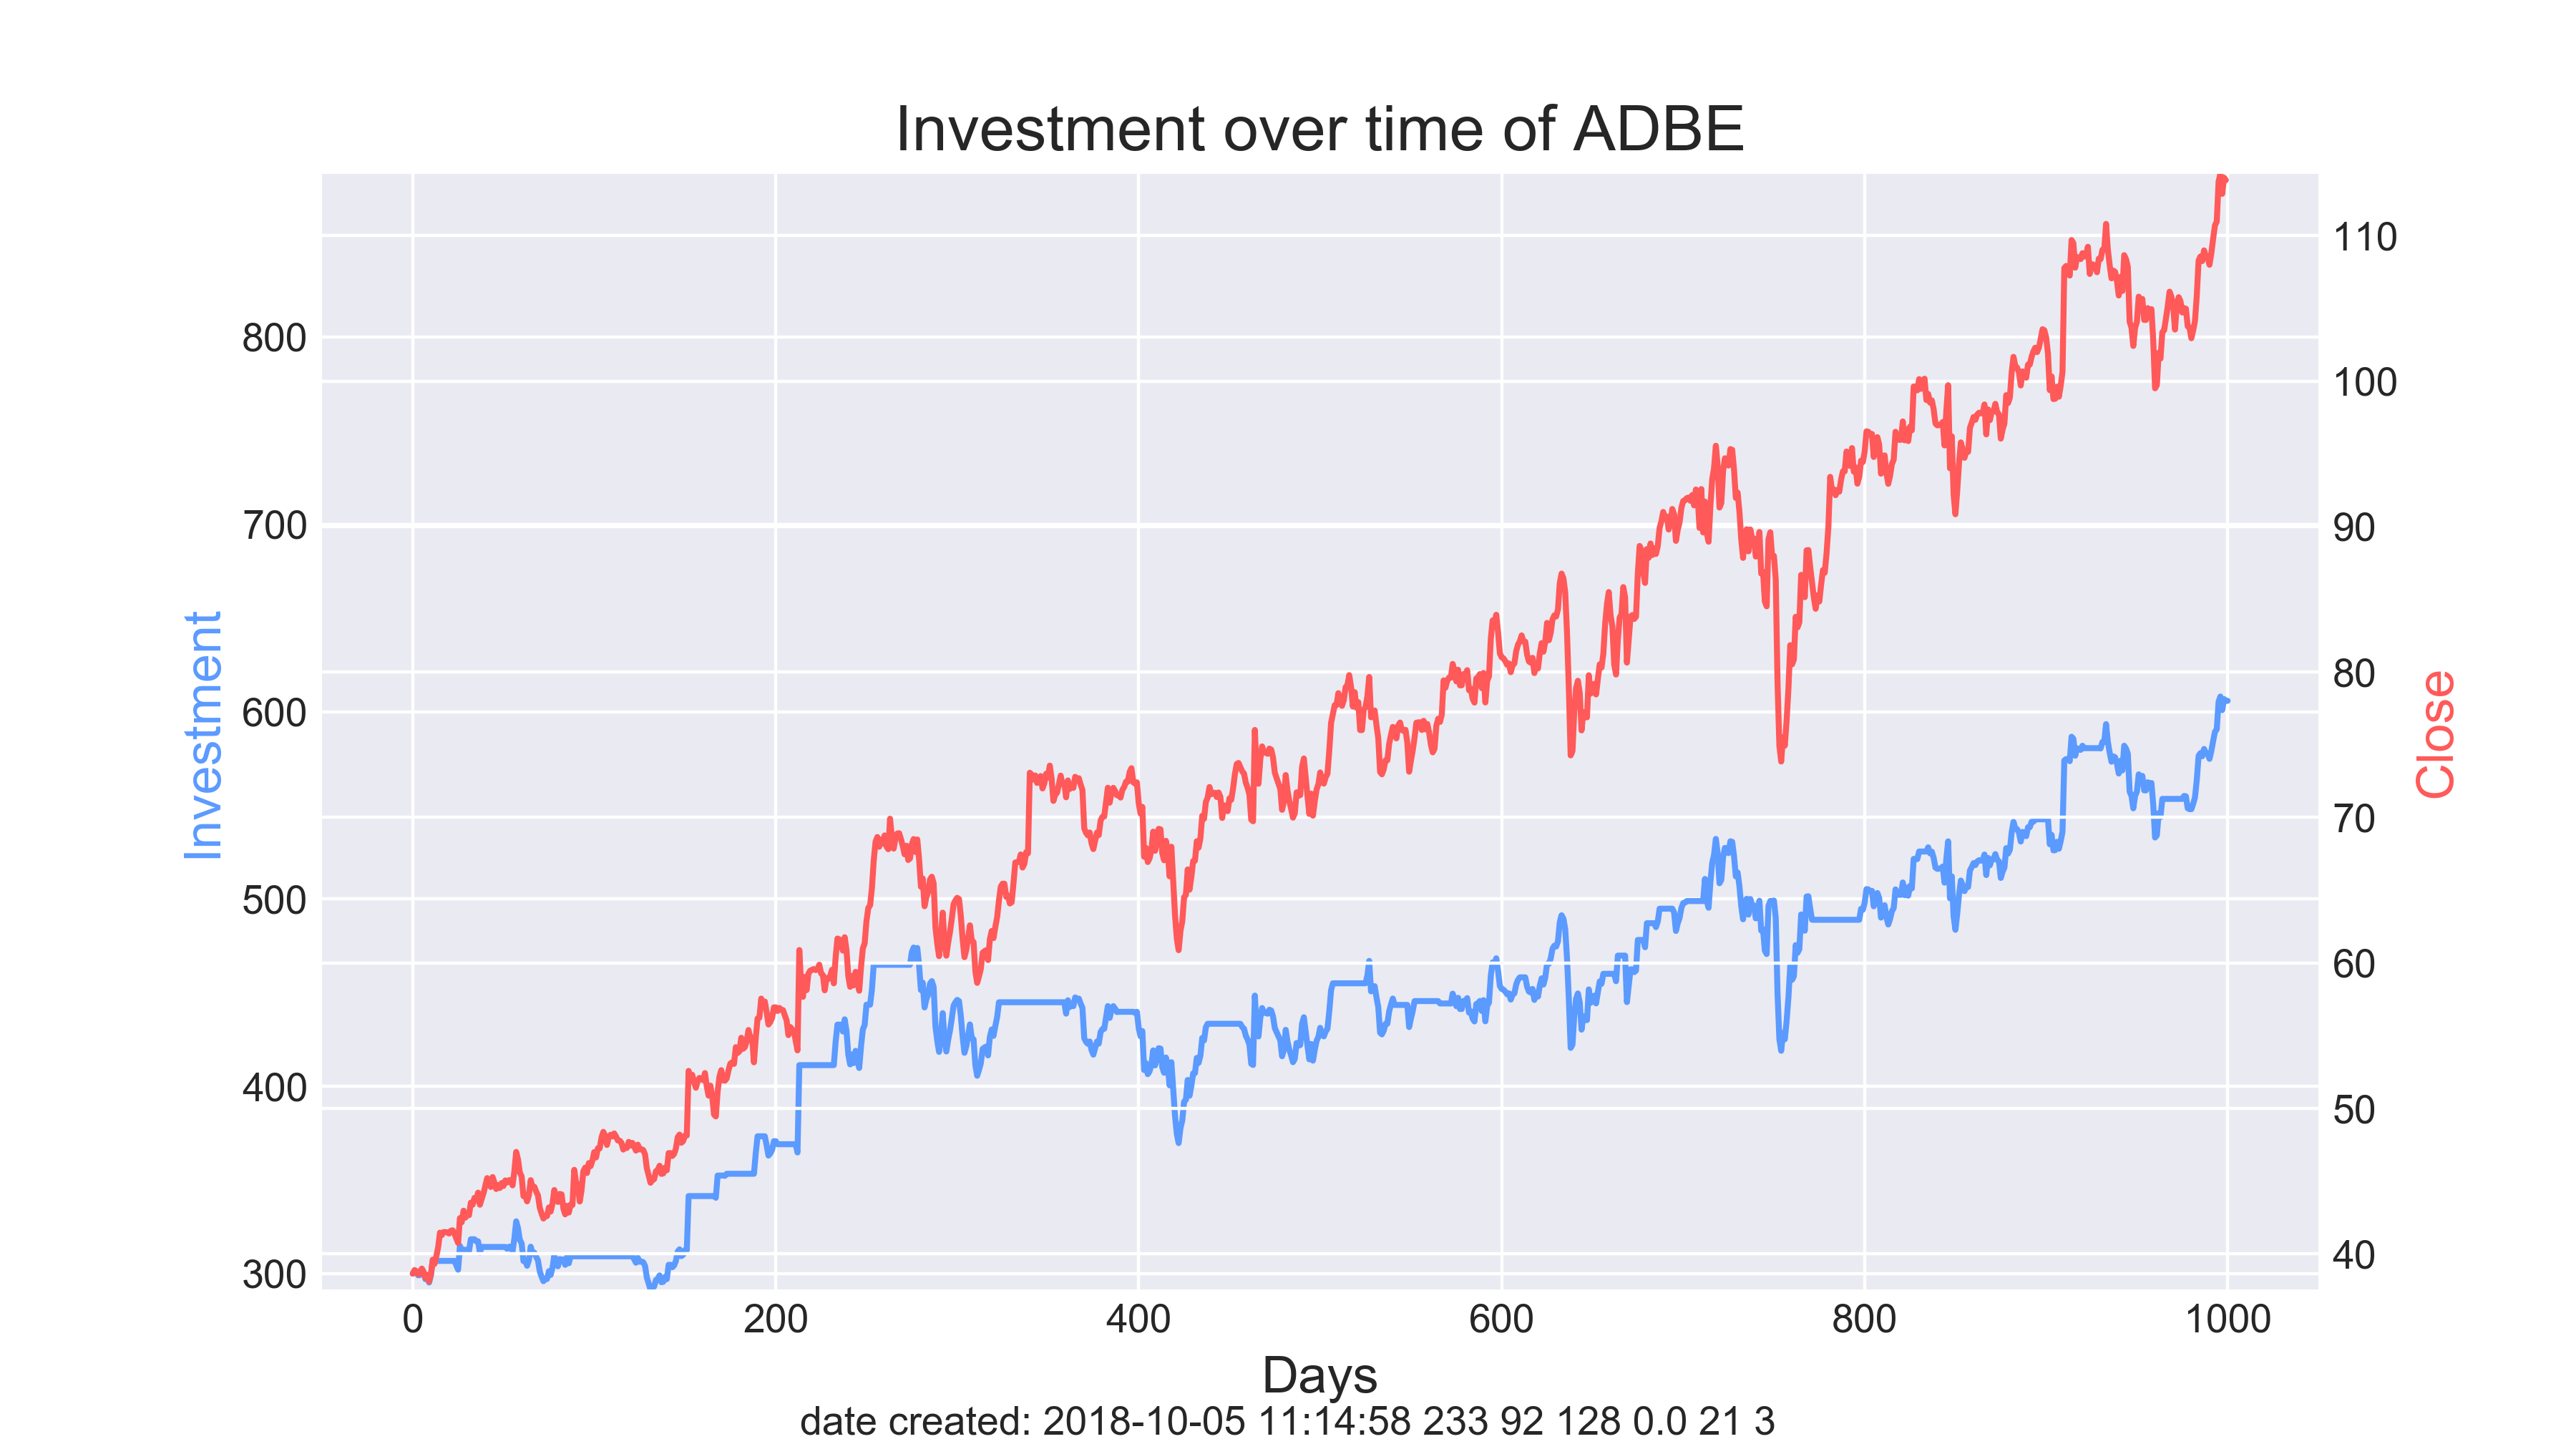 Investment over time of ADBE
Investment
800
700
600
500
400
300
110
100
90
80
70
60
50
40
Close
0 200 400 600 800 1000
Days
date created: 2018-10-05 11:14:58 233 92 128 0.0 21 3